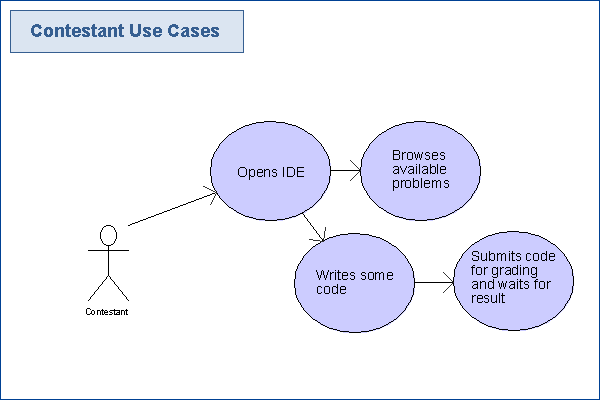 Contestant Use Cases
Opens IDE
Browses
available
problems
Writes some
code
Submits code
for grading
and waits for
result
Contestant